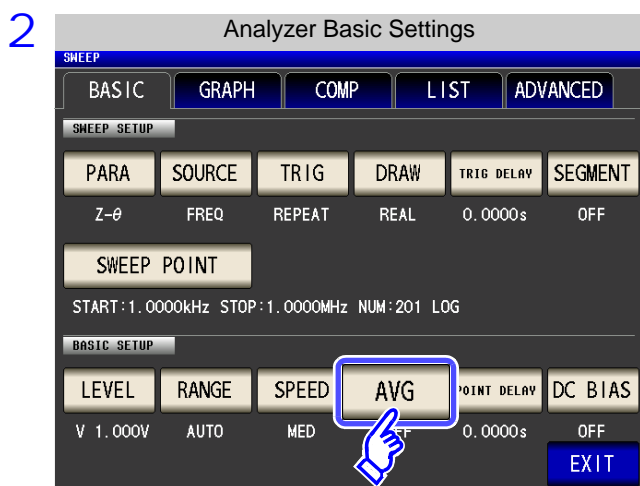 2
Analyzer Basic Settings
SWEEP
BASIC GRAPH COMP LIST ADVANCED
SWEEP SETUP
PARA SOURCE TRIG DRAW TRIG DELAY SEGMENT
Z-θ FREQ REPEAT REAL 0.0000s OFF
SWEEP POINT
START:1.0000kHz STOP:1.0000MHz NUM:201 LOG
BASIC SETUP
LEVEL RANGE SPEED AVG POINT DELAY DC BIAS
V 1.000V AUTO MED 0.0000s OFF
EXIT